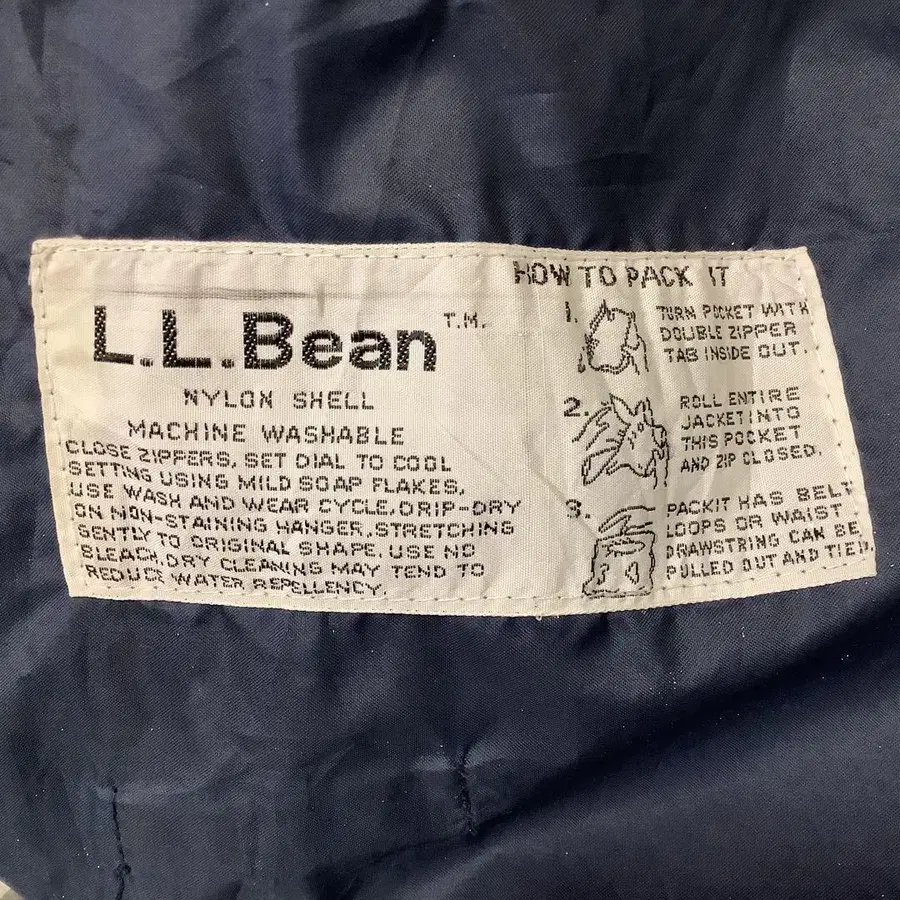 L.L.Bean T.M.
NYLON SHELL
MACHINE WASHABLE
CLOSE ZIPPERS, SET DIAL TO COOL
SETTING USING MILD SOAP FLAKES,
USE WASH AND WEAR CYCLE, DRIP-DRY
ON NON-STAINING HANGER, STRETCHING
GENTLY TO ORIGINAL SHAPE. USE NO
BLEACH. DRY CLEANING MAY TEND TO
REDUCE WATER REPELLENCY.
HOW TO PACK IT
1. TURN POCKET WITH
DOUBLE ZIPPER
TAB INSIDE OUT.
2. ROLL ENTIRE
JACKET INTO
THIS POCKET
AND ZIP CLOSED.
3. PACKIT HAS BELT
LOOPS OR WAIST
DRAWSTRING CAN BE
PULLED OUT AND TIED.